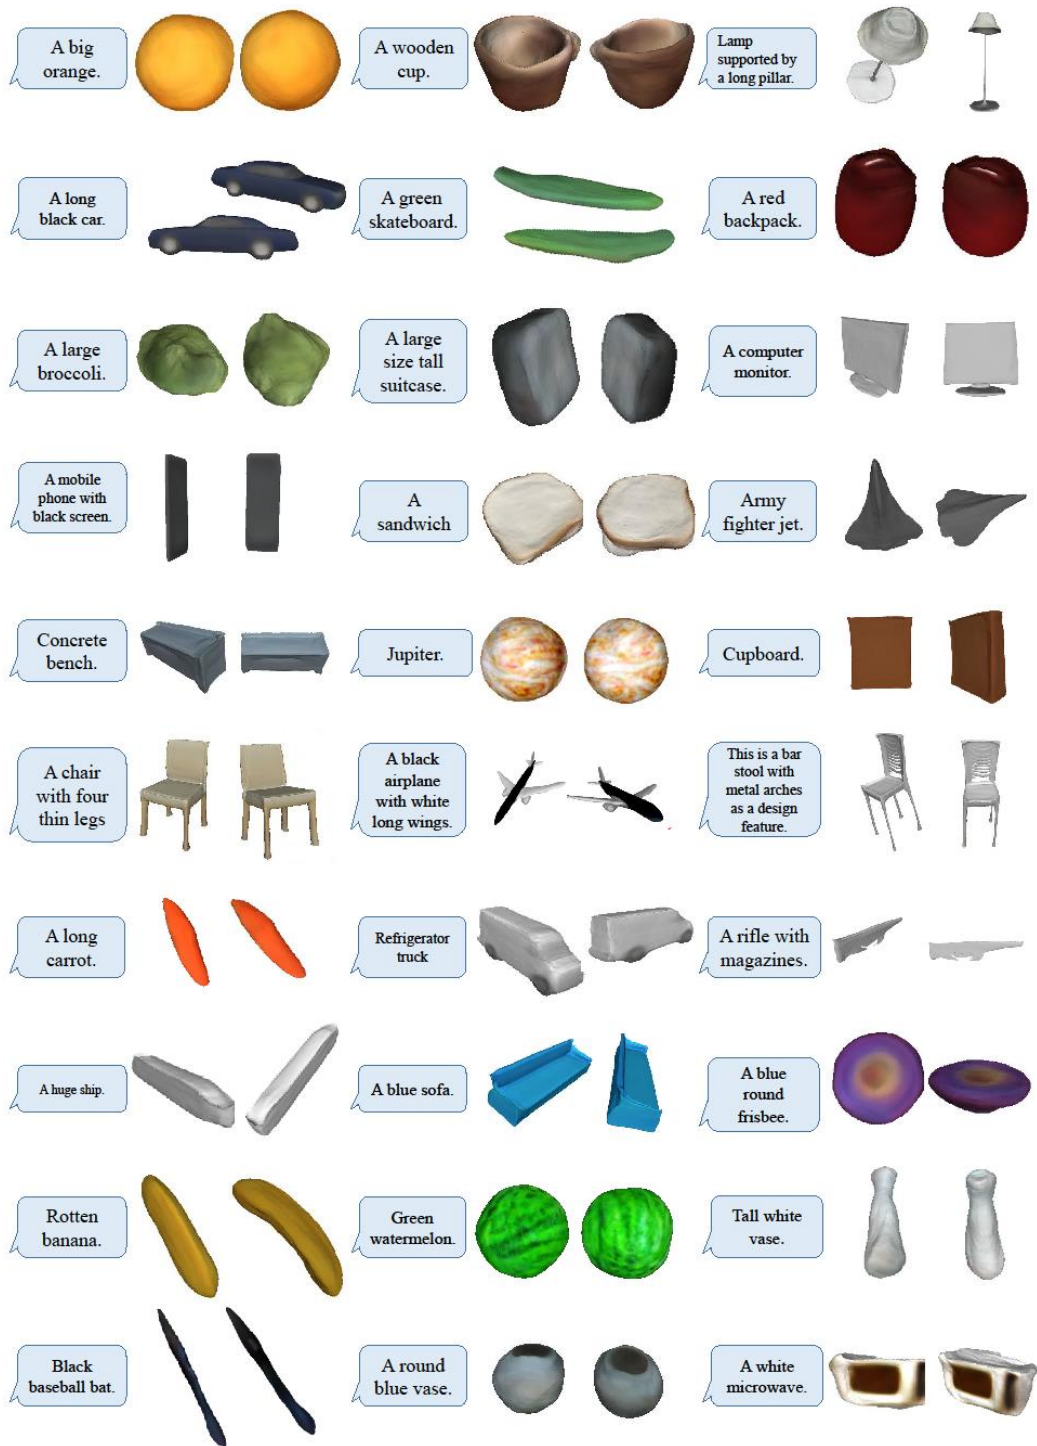 A big
orange.
A wooden
cup.
Lamp
supported by
a long pillar.
A long
black car.
A green
skateboard.
A red
backpack.
A large
broccoli.
A large
size tall
suitcase.
A computer
monitor.
A mobile
phone with
black screen.
A
sandwich
Army
fighter jet.
Concrete
bench.
Jupiter.
Cupboard.
A chair
with four
thin legs
A black
airplane
with white
long wings.
This is a bar
stool with
metal arches
as a design
feature.
A long
carrot.
Refrigerator
truck
A rifle with
magazines.
A huge ship.
A blue sofa.
A blue
round
frisbee.
Rotten
banana.
Green
watermelon.
Tall white
vase.
Black
baseball bat.
A round
blue vase.
A white
microwave.